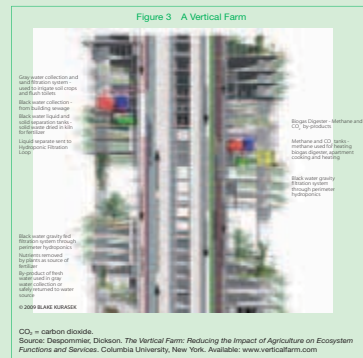 Figure 3   A Vertical Farm
Gray water collection and
sand filtration system -
used to irrigate soil crops
and flush toilets
Black water collection -
from building sewage
Black water liquid and
solid separation tanks -
solid waste dried in kiln
for fertilizer
Liquid separate sent to
Hydroponic Filtration
Loop
Black water gravity fed
filtration system through
perimeter hydroponics
Nutrients removed
by plants as source of
fertilizer
By-product of fresh
water used in gray
water collection or
safely returned to water
source
© 2009 BLAKE KURASEK
Biogas Digester - Methane and
CO₂ by-products
Methane and CO₂ tanks -
methane used for heating
biogas digester, apartment
cooking and heating
Black water gravity
filtration system
through perimeter
hydroponics
CO₂ = carbon dioxide.
Source: Despommier, Dickson. The Vertical Farm: Reducing the Impact of Agriculture on Ecosystem
Functions and Services. Columbia University, New York. Available: www.verticalfarm.com